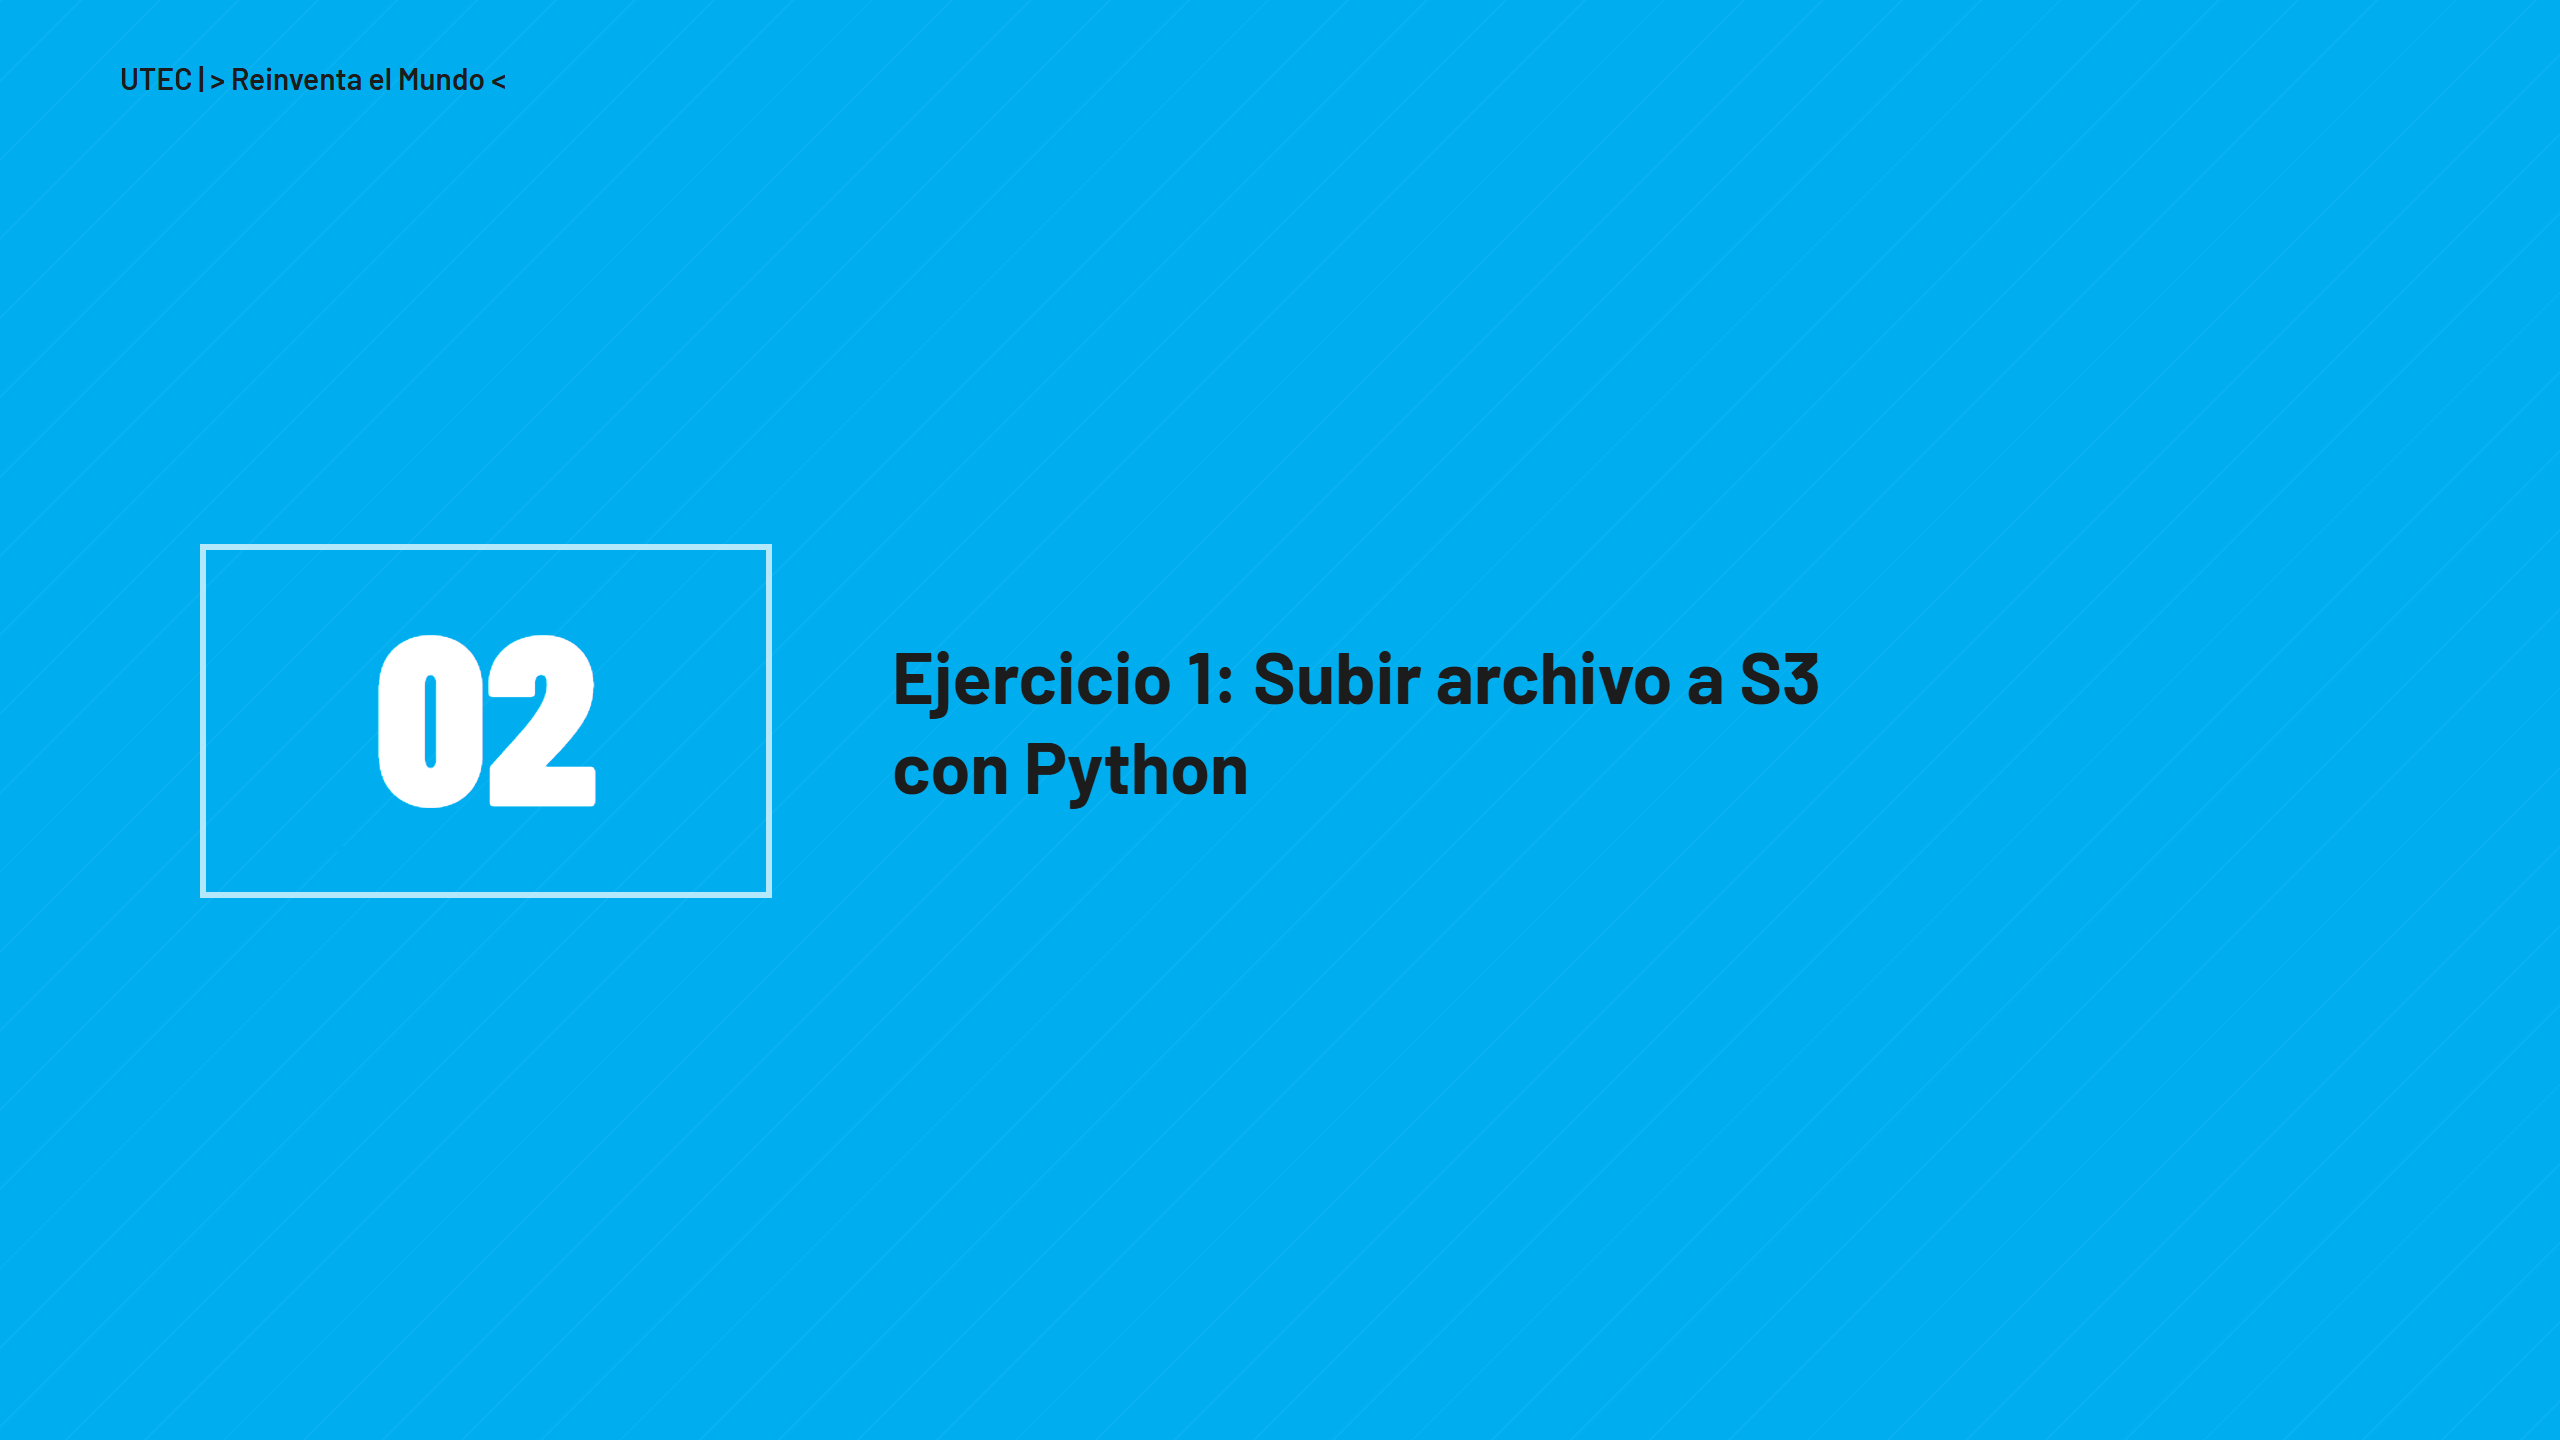 UTEC | > Reinventa el Mundo <
02
Ejercicio 1: Subir archivo a S3
con Python